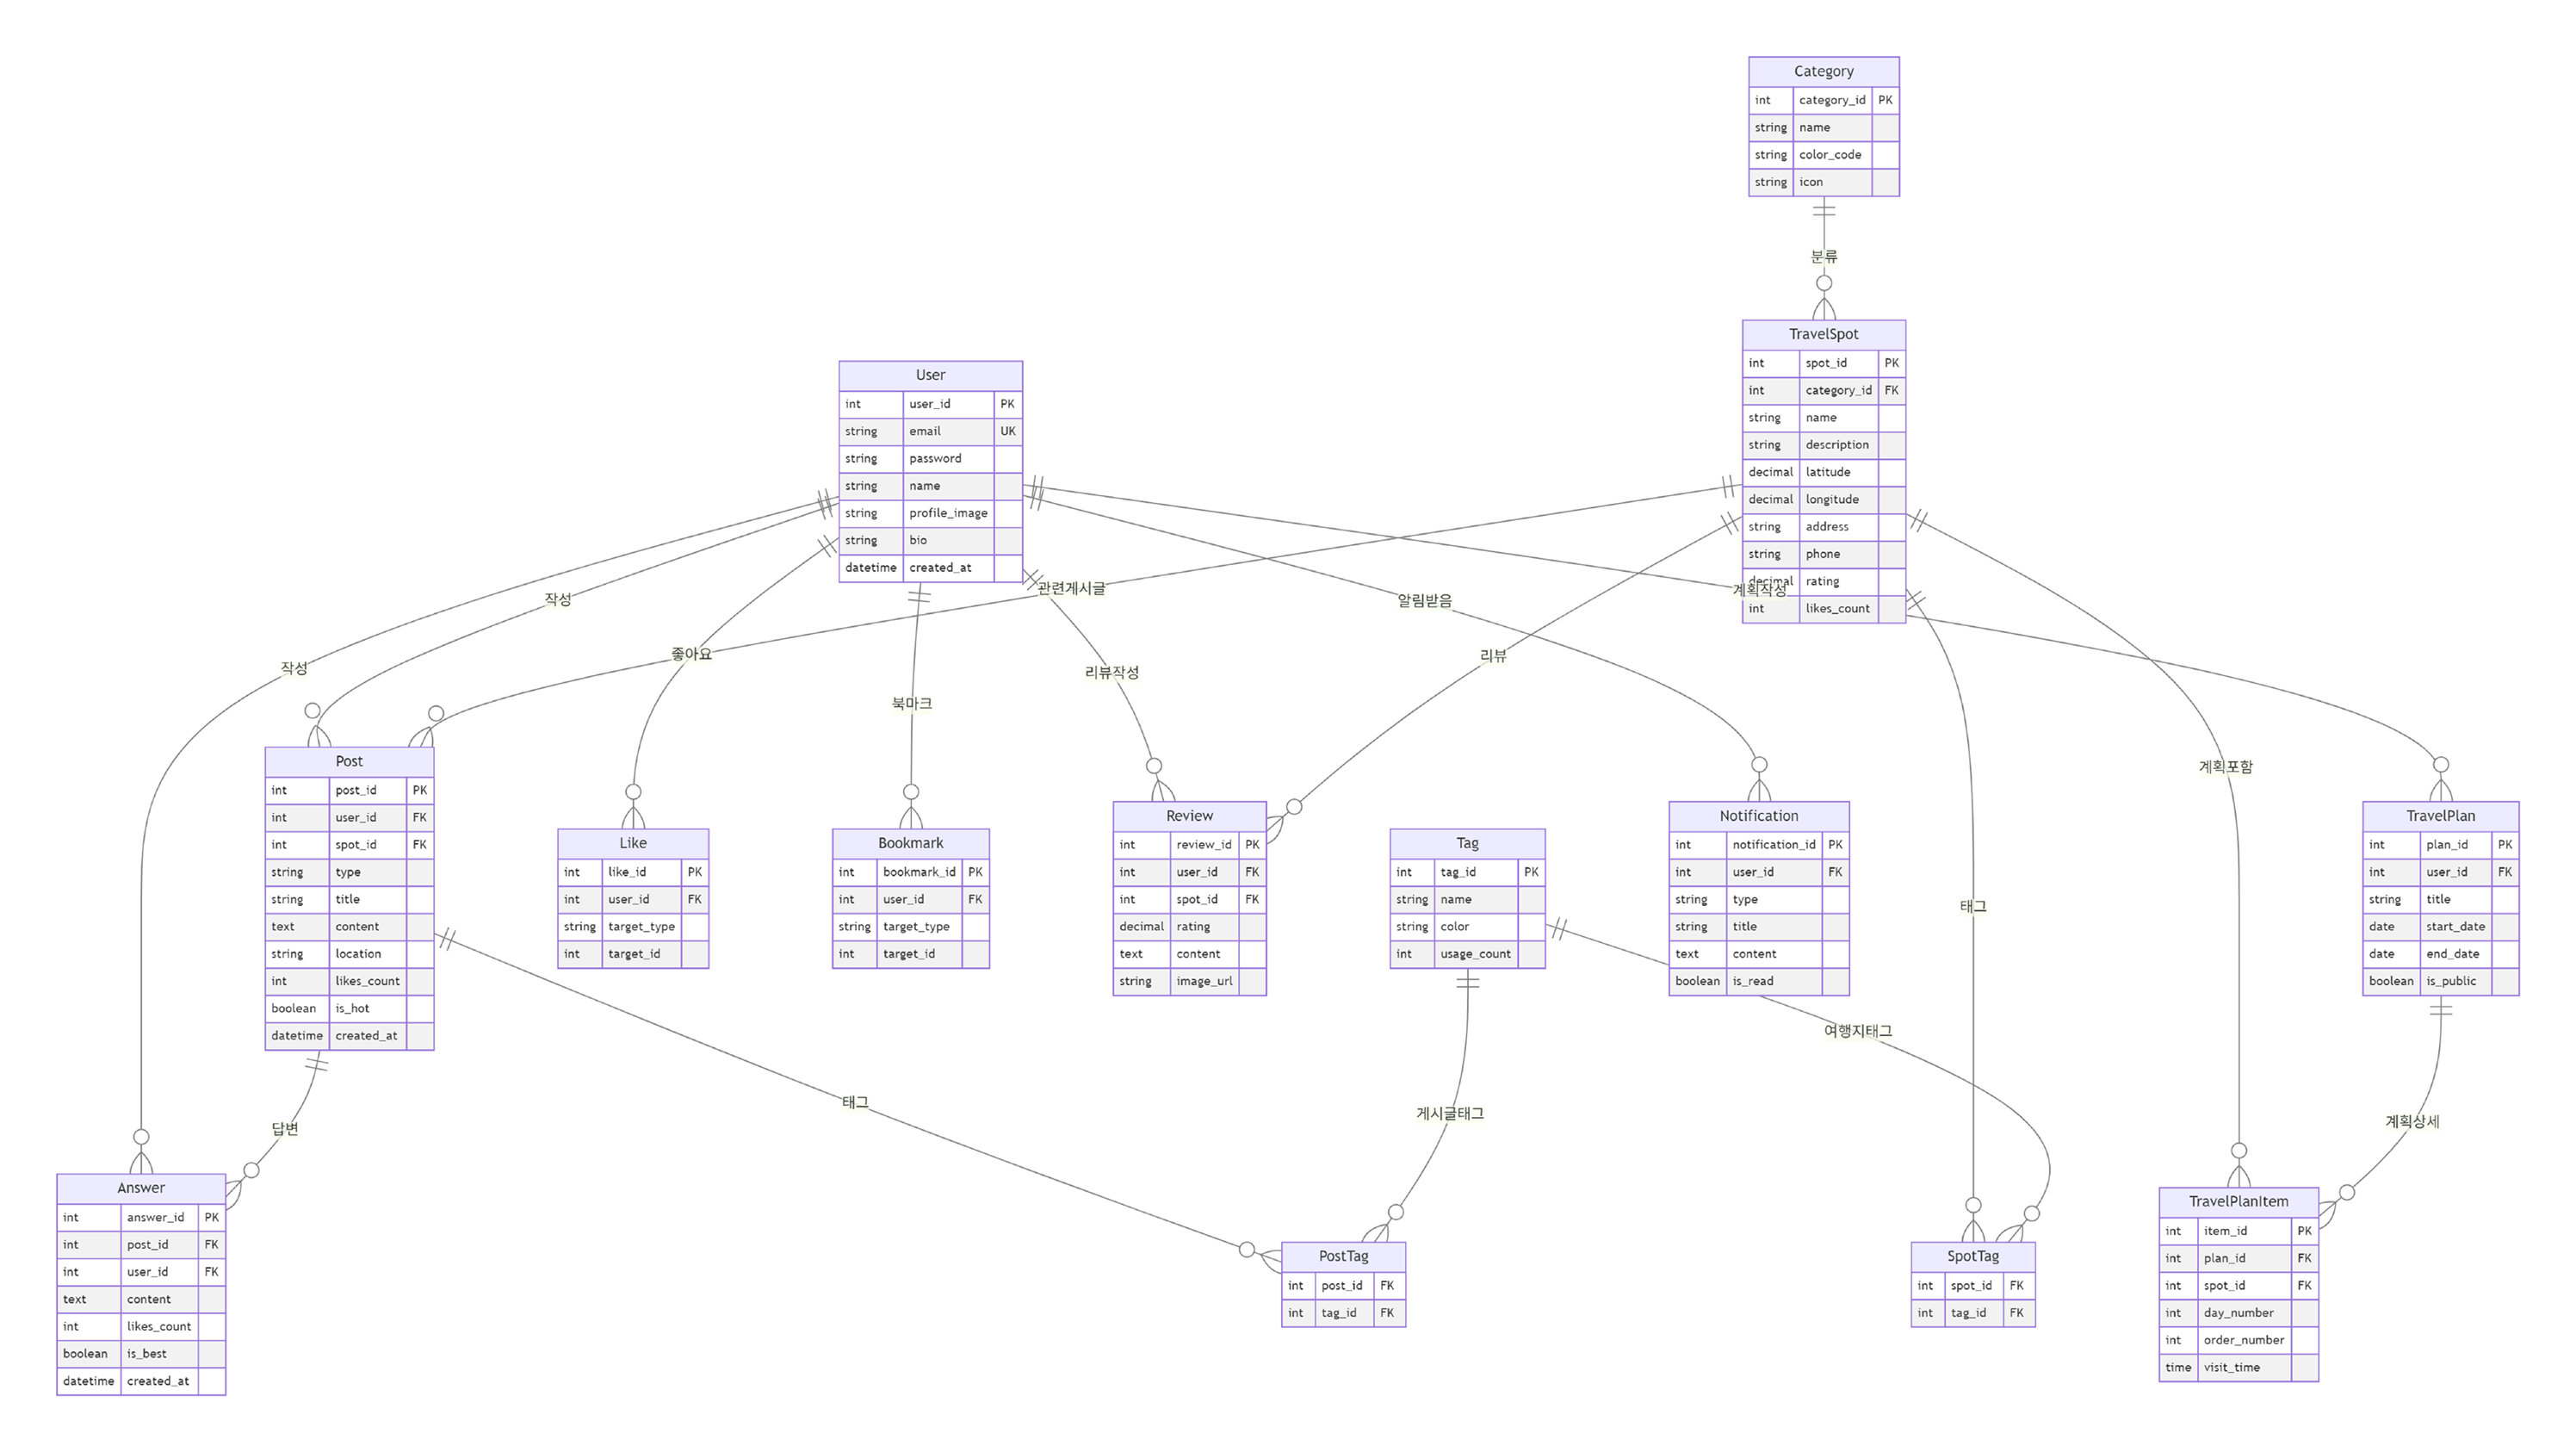 Category
int category_id PK
string name
string color_code
string icon
분류
TravelSpot
int spot_id PK
int category_id FK
string name
string description
decimal latitude
decimal longitude
string address
string phone
decimal rating
int likes_count
User
int user_id PK
string email UK
string password
string name
string profile_image
string bio
datetime created_at
관련게시글
계획작성
작성
알림받음
작성
좋아요
리뷰작성
리뷰
북마크
계획포함
태그
Post
int post_id PK
int user_id FK
int spot_id FK
string type
string title
text content
string location
int likes_count
boolean is_hot
datetime created_at
Like
int like_id PK
int user_id FK
string target_type
int target_id
Bookmark
int bookmark_id PK
int user_id FK
string target_type
int target_id
Review
int review_id PK
int user_id FK
int spot_id FK
decimal rating
text content
string image_url
Tag
int tag_id PK
string name
string color
int usage_count
Notification
int notification_id PK
int user_id FK
string type
string title
text content
boolean is_read
TravelPlan
int plan_id PK
int user_id FK
string title
date start_date
date end_date
boolean is_public
여행지태그
태그
게시글태그
계획상세
답변
Answer
int answer_id PK
int post_id FK
int user_id FK
text content
int likes_count
boolean is_best
datetime created_at
PostTag
int post_id FK
int tag_id FK
SpotTag
int spot_id FK
int tag_id FK
TravelPlanItem
int item_id PK
int plan_id FK
int spot_id FK
int day_number
int order_number
time visit_time